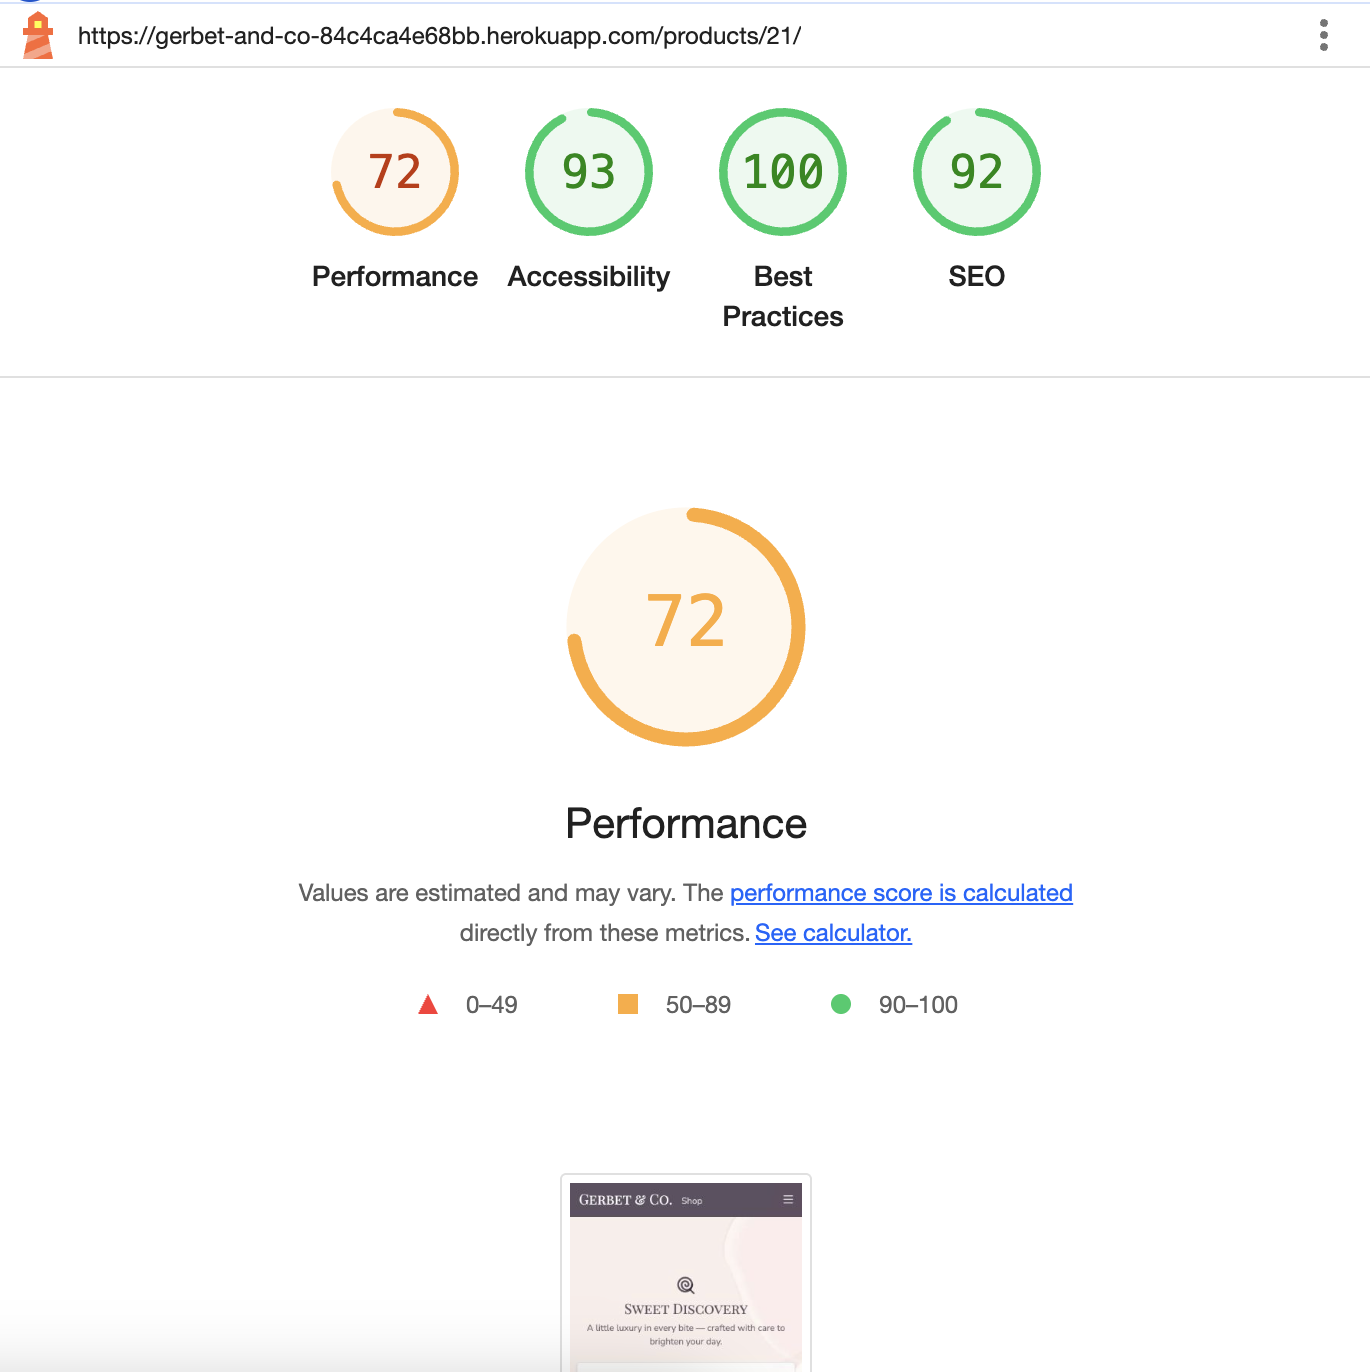 https://gerbet-and-co-84c4ca4e68bb.herokuapp.com/products/21/
72
93
100
92
Performance
Accessibility
Best
Practices
SEO
72
Performance
Values are estimated and may vary. The performance score is calculated
directly from these metrics. See calculator.
0–49
50–89
90–100
GERBET & CO. Shop
SWEET DISCOVERY
A little luxury in every bite — crafted with care to
brighten your day.